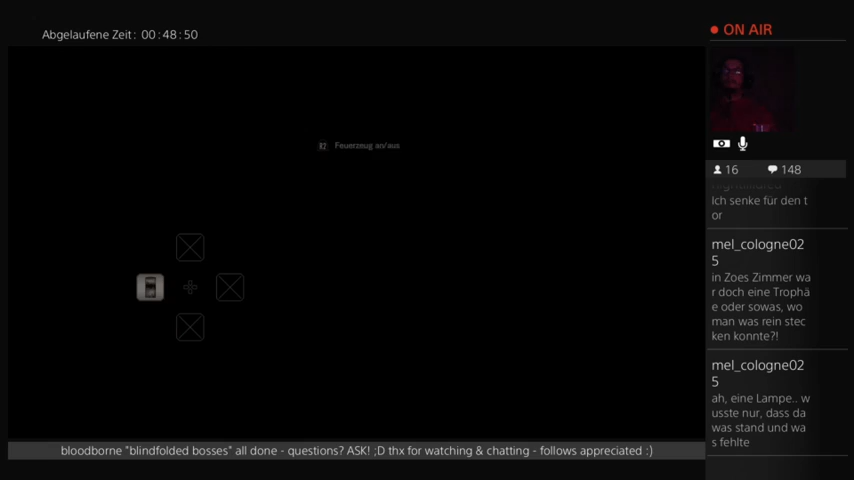 Abgelaufene Zeit: 00:48:50
ON AIR
Feuerzeug an/aus
16 148
Ich senke für den t
or
mel_cologne02
5
in Zoes Zimmer wa
r doch eine Trophä
e oder sowas, wo
man was rein stec
ken konnte?!
mel_cologne02
5
ah, eine Lampe.. w
usste nur, dass da
was stand und wa
s fehlte
bloodborne "blindfolded bosses" all done - questions? ASK! ;D thx for watching & chatting - follows appreciated :)